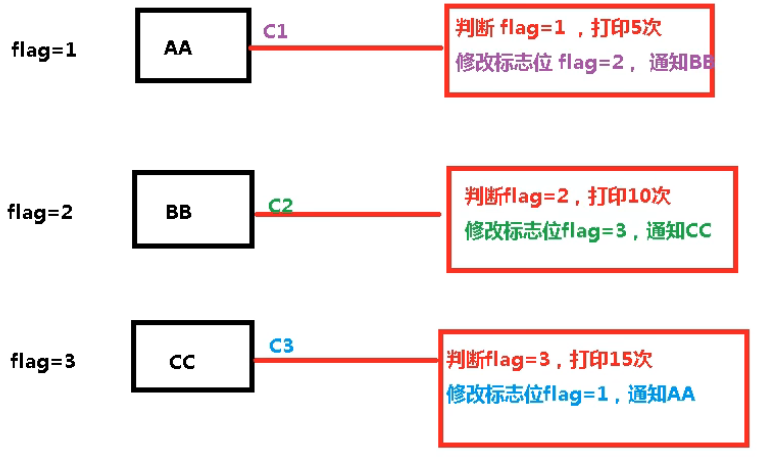 flag=1
AA
C1
判断 flag=1 ，打印5次
修改标志位 flag=2， 通知BB
flag=2
BB
C2
判断flag=2，打印10次
修改标志位flag=3，通知CC
flag=3
CC
C3
判断flag=3，打印15次
修改标志位flag=1，通知AA